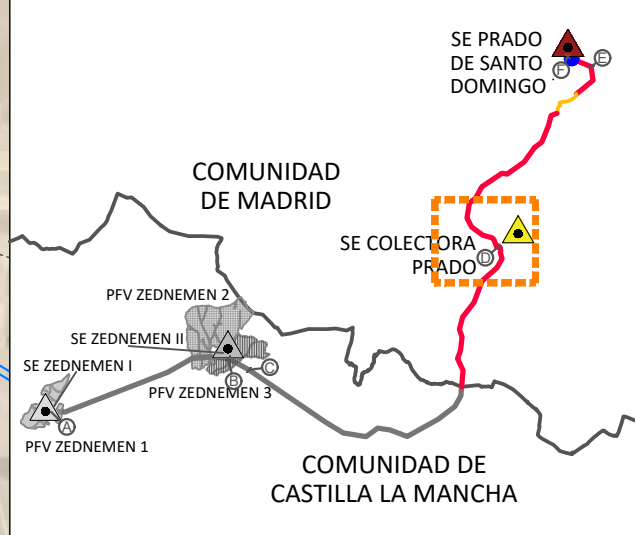 SE PRADO
DE SANTO
DOMINGO
F
E
COMUNIDAD
DE MADRID
SE COLECTORA
PRADO
D
PFV ZEDNEMEN 2
SE ZEDNEMEN II
SE ZEDNEMEN I
C
B
PFV ZEDNEMEN 3
A
PFV ZEDNEMEN 1
COMUNIDAD DE
CASTILLA LA MANCHA